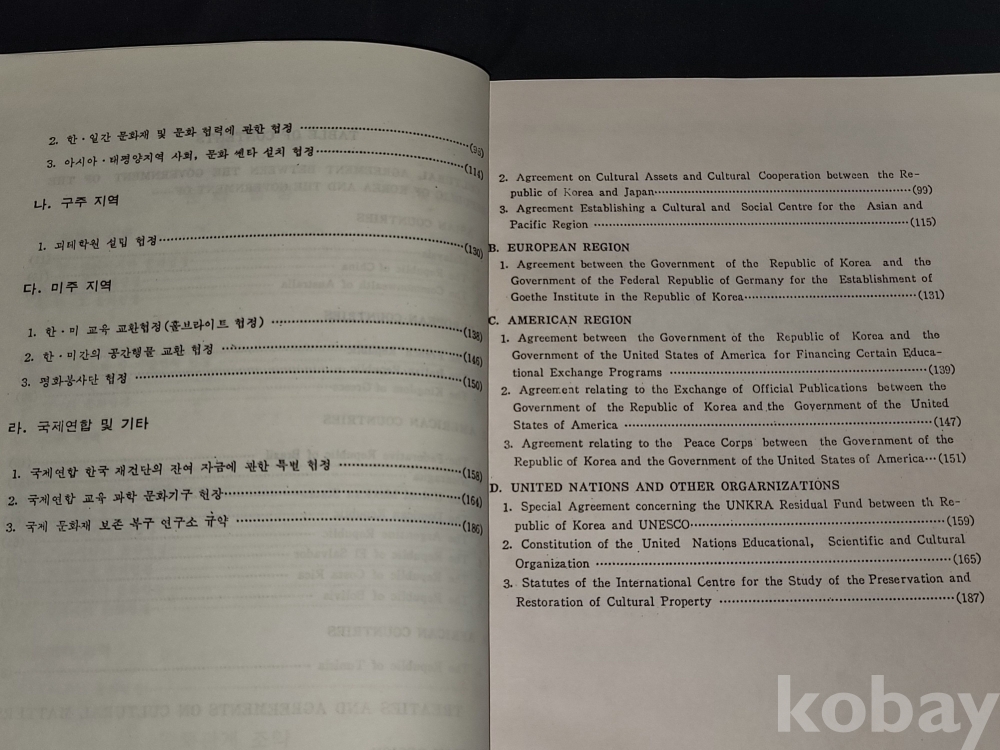 2. 한·일간 문화재 및 문화 협력에 관한 협정 (98)
3. 아시아·태평양지역 사회, 문화 쎈타 설치 협정 (114)
나. 구주 지역
1. 괴테학원 설립 협정 (130)
다. 미주 지역
1. 한·미 교육 교환협정(풀브라이트 협정) (138)
2. 한·미간의 공간행물 교환 협정 (146)
3. 평화봉사단 협정 (150)
라. 국제연합 및 기타
1. 국제연합 한국 재건단의 잔여 자금에 관한 특별 협정 (158)
2. 국제연합 교육 과학 문화기구 헌장 (164)
3. 국제 문화재 보존 복구 연구소 규약 (186)
2. Agreement on Cultural Assets and Cultural Cooperation between the Re-
public of Korea and Japan (99)
3. Agreement Establishing a Cultural and Social Centre for the Asian and
Pacific Region (115)
B. EUROPEAN REGION
1. Agreement between the Government of the Republic of Korea and the
Government of the Federal Republic of Germany for the Establishment of
Goethe Institute in the Republic of Korea (131)
C. AMERICAN REGION
1. Agreement between the Government of the Republic of Korea and the
Government of the United States of America for Financing Certain Educa-
tional Exchange Programs (139)
2. Agreement relating to the Exchange of Official Publications between the
Government of the Republic of Korea and the Government of the United
States of America (147)
3. Agreement relating to the Peace Corps between the Government of the
Republic of Korea and the Government of the United States of America (151)
D. UNITED NATIONS AND OTHER ORGARNIZATIONS
1. Special Agreement concerning the UNKRA Residual Fund between th Re-
public of Korea and UNESCO (159)
2. Constitution of the United Nations Educational, Scientific and Cultural
Organization (165)
3. Statutes of the International Centre for the Study of the Preservation and
Restoration of Cultural Property (187)
kobay